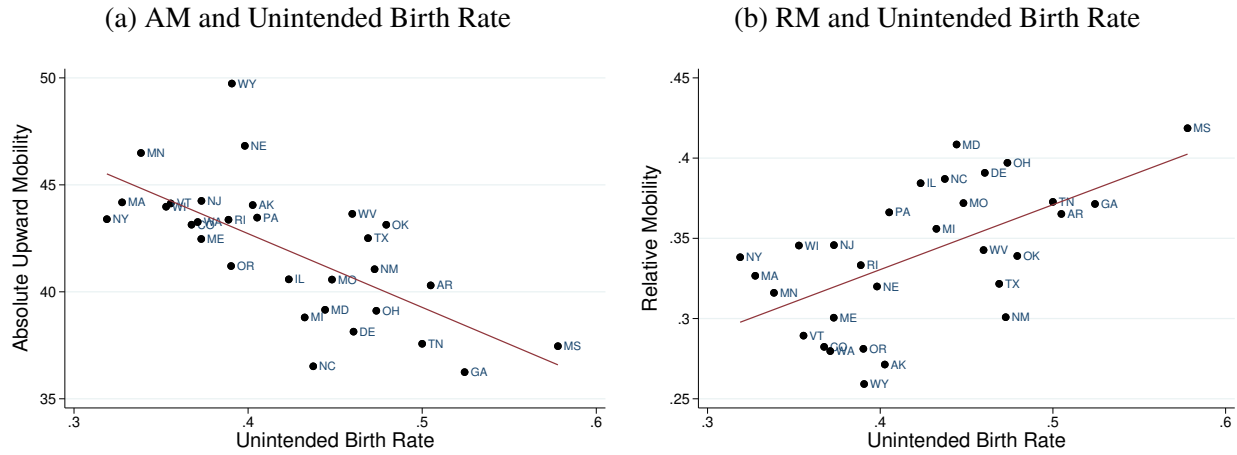 (a) AM and Unintended Birth Rate
50
45
40
35
Absolute Upward Mobility
WY
NE
MN
MA
VT
WI
NJ
AK
NY
WA
CO
RI
PA
WV
OK
ME
TX
OR
NM
IL
MO
AR
MD
OH
MI
DE
TN
MS
NC
GA
.3
.4
.5
.6
Unintended Birth Rate
(b) RM and Unintended Birth Rate
.45
.4
.35
.3
.25
Relative Mobility
MS
MD
OH
DE
NC
IL
MO
TN
GA
PA
AR
MI
WI
NJ
WV
NY
OK
RI
MA
TX
NE
MN
ME
NM
VT
CO
WA
OR
AK
WY
.3
.4
.5
.6
Unintended Birth Rate